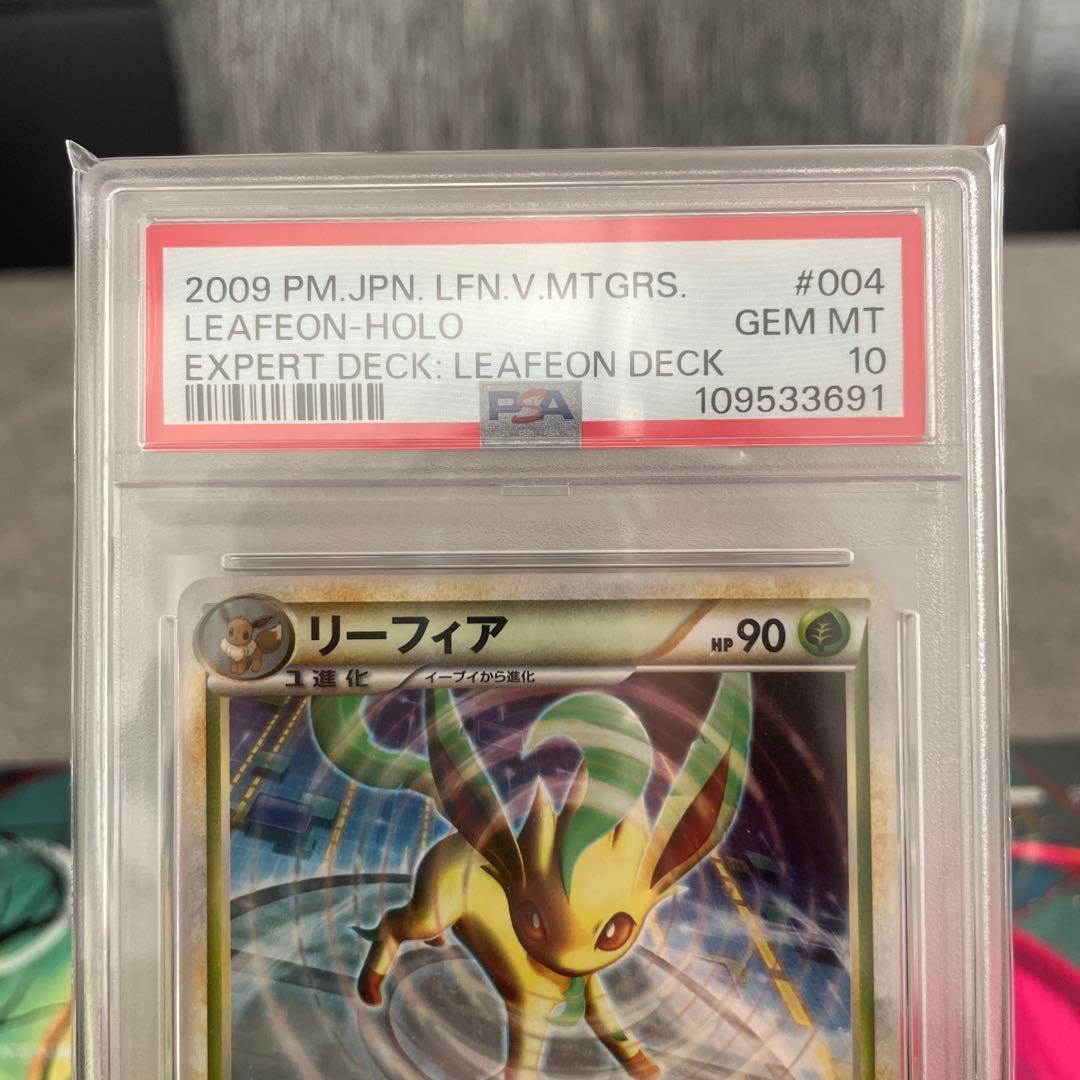 2009 PM.JPN. LFN.V.MTGRS. #004
LEAFEON-HOLO GEM MT
EXPERT DECK: LEAFEON DECK 10
PSA 109533691
リーフィア HP 90
1進化 イーブイから進化